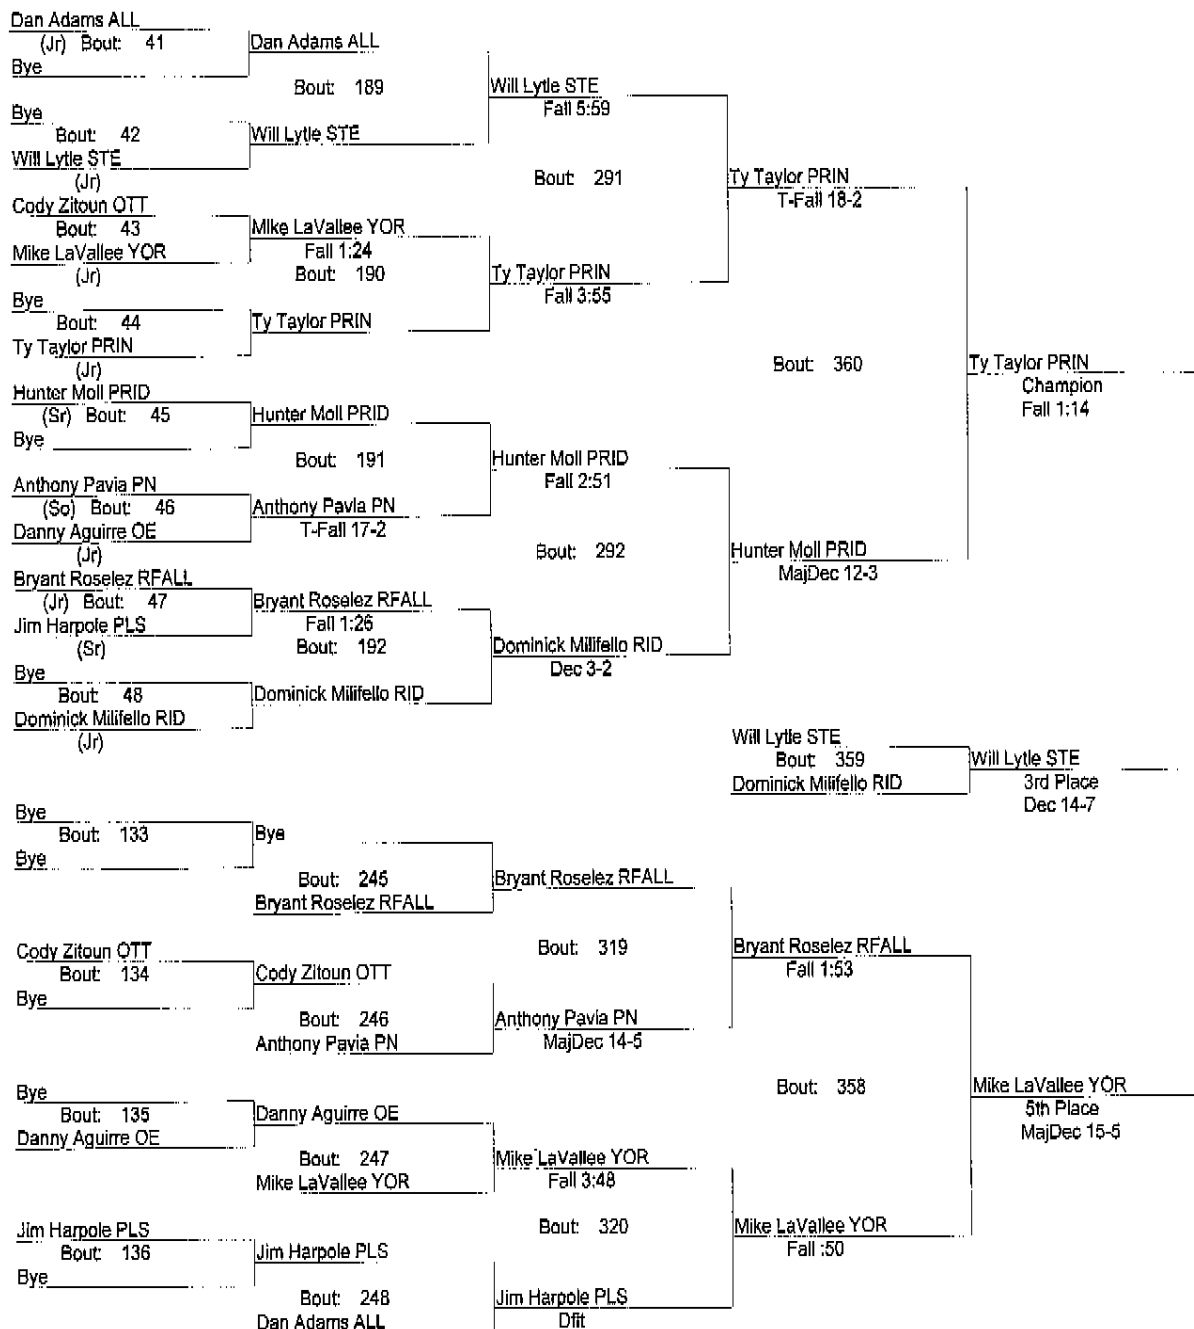 Dan Adams ALL
(Jr) Bout: 41
Dan Adams ALL
Bye
Bout: 189
Will Lytle STE
Fall 5:59
Bye
Bout: 42
Will Lytle STE
Will Lytle STE
(Jr)
Bout: 291
Ty Taylor PRIN
T-Fall 18-2
Cody Zitoun OTT
Bout: 43
Mike LaVallee YOR
Fall 1:24
Mike LaVallee YOR
(Jr)
Bout: 190
Ty Taylor PRIN
Fall 3:55
Bye
Bout: 44
Ty Taylor PRIN
Ty Taylor PRIN
(Jr)
Bout: 360
Ty Taylor PRIN
Champion
Fall 1:14
Hunter Moll PRID
(Sr) Bout: 45
Hunter Moll PRID
Bye
Bout: 191
Hunter Moll PRID
Fall 2:51
Anthony Pavia PN
(So) Bout: 46
Anthony Pavia PN
T-Fall 17-2
Danny Aguirre OE
(Jr)
Bout: 292
Hunter Moll PRID
MajDec 12-3
Bryant Roselez RFALL
(Jr) Bout: 47
Bryant Roselez RFALL
Fall 1:26
Jim Harpole PLS
(Sr)
Bout: 192
Dominick Milifello RID
Dec 3-2
Bye
Bout: 48
Dominick Milifello RID
Dominick Milifello RID
(Jr)
Will Lytle STE
Bout: 359
Will Lytle STE
3rd Place
Dec 14-7
Dominick Milifello RID
Bye
Bout: 133
Bye
Bye
Bout: 245
Bryant Roselez RFALL
Bryant Roselez RFALL
Bout: 319
Bryant Roselez RFALL
Fall 1:53
Cody Zitoun OTT
Bout: 134
Cody Zitoun OTT
Bye
Bout: 246
Anthony Pavia PN
MajDec 14-5
Anthony Pavia PN
Bout: 358
Mike LaVallee YOR
5th Place
MajDec 15-5
Bye
Bout: 135
Danny Aguirre OE
Danny Aguirre OE
Bout: 247
Mike LaVallee YOR
Fall 3:48
Mike LaVallee YOR
Bout: 320
Mike LaVallee YOR
Fall :50
Jim Harpole PLS
Bout: 136
Jim Harpole PLS
Bye
Bout: 248
Jim Harpole PLS
Dfit
Dan Adams ALL